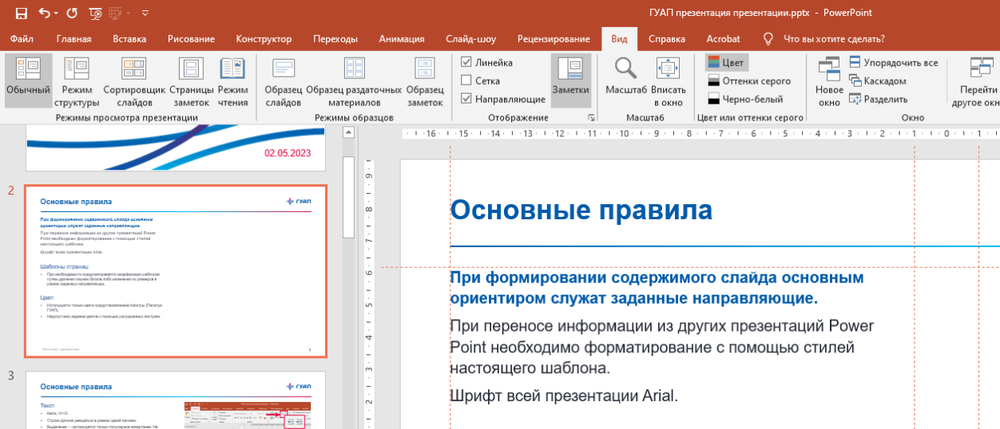 ГУАП презентация презентации.pptx - PowerPoint
Файл Главная Вставка Рисование Конструктор Переходы Анимация Слайд-шоу Рецензирование Вид Справка Acrobat Что вы хотите сделать?
Обычный
Режим структуры
Сортировщик слайдов
Страницы заметок
Режим чтения
Режимы просмотра презентации
Образец слайдов
Образец раздаточных материалов
Образец заметок
Режимы образцов
Линейка
Сетка
Направляющие
Заметки
Отображение
Масштаб
Вписать в окно
Масштаб
Цвет
Оттенки серого
Черно-белый
Цвет или оттенки серого
Новое окно
Упорядочить все
Каскадом
Разделить
Перейти
другое окн
Окно
02.05.2023
2
Основные правила
ГУАП
При формировании содержимого слайда основным
ориентиром служат заданные направляющие.
При переносе информации из других презентаций Power
Point необходимо форматирование с помощью стилей
настоящего шаблона.
Шрифт всей презентации Arial.
Шаблоны страниц:
При необходимости предусматривается модификация шаблонов
путем удаления лишних блоков либо изменения их размеров в
рамках заданных направляющих.
Цвет:
Используются только цвета предустановленной палитры (Палитра
ГУАП).
Недопустимо задание цветов с помощью расширенных настроек.
2
3
Основные правила
ГУАП
Текст
Кегль 14-12.
Строка должна умещаться в рамках одной колонки.
Выделение — используется только полужирное начертание. Не
16 15 14 13 12 11 10 9 8 7 6 5 4 3 2 1 0 1
9
8
7
6
5
4
3
2
Основные правила
При формировании содержимого слайда основным
ориентиром служат заданные направляющие.
При переносе информации из других презентаций Power
Point необходимо форматирование с помощью стилей
настоящего шаблона.
Шрифт всей презентации Arial.